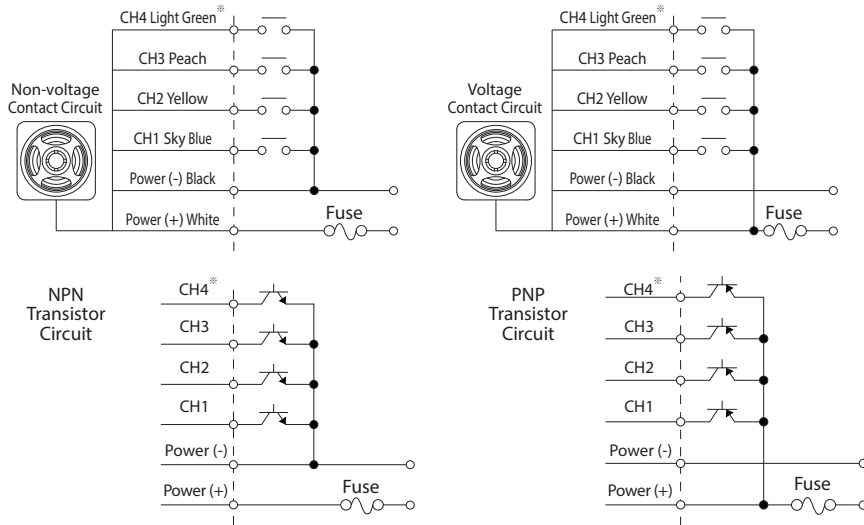 Non-voltage
Contact Circuit
CH4 Light Green※
CH3 Peach
CH2 Yellow
CH1 Sky Blue
Power (-) Black
Power (+) White
Fuse
Voltage
Contact Circuit
CH4 Light Green※
CH3 Peach
CH2 Yellow
CH1 Sky Blue
Power (-) Black
Power (+) White
Fuse
NPN
Transistor
Circuit
CH4※
CH3
CH2
CH1
Power (-)
Power (+)
Fuse
PNP
Transistor
Circuit
CH4※
CH3
CH2
CH1
Power (-)
Power (+)
Fuse